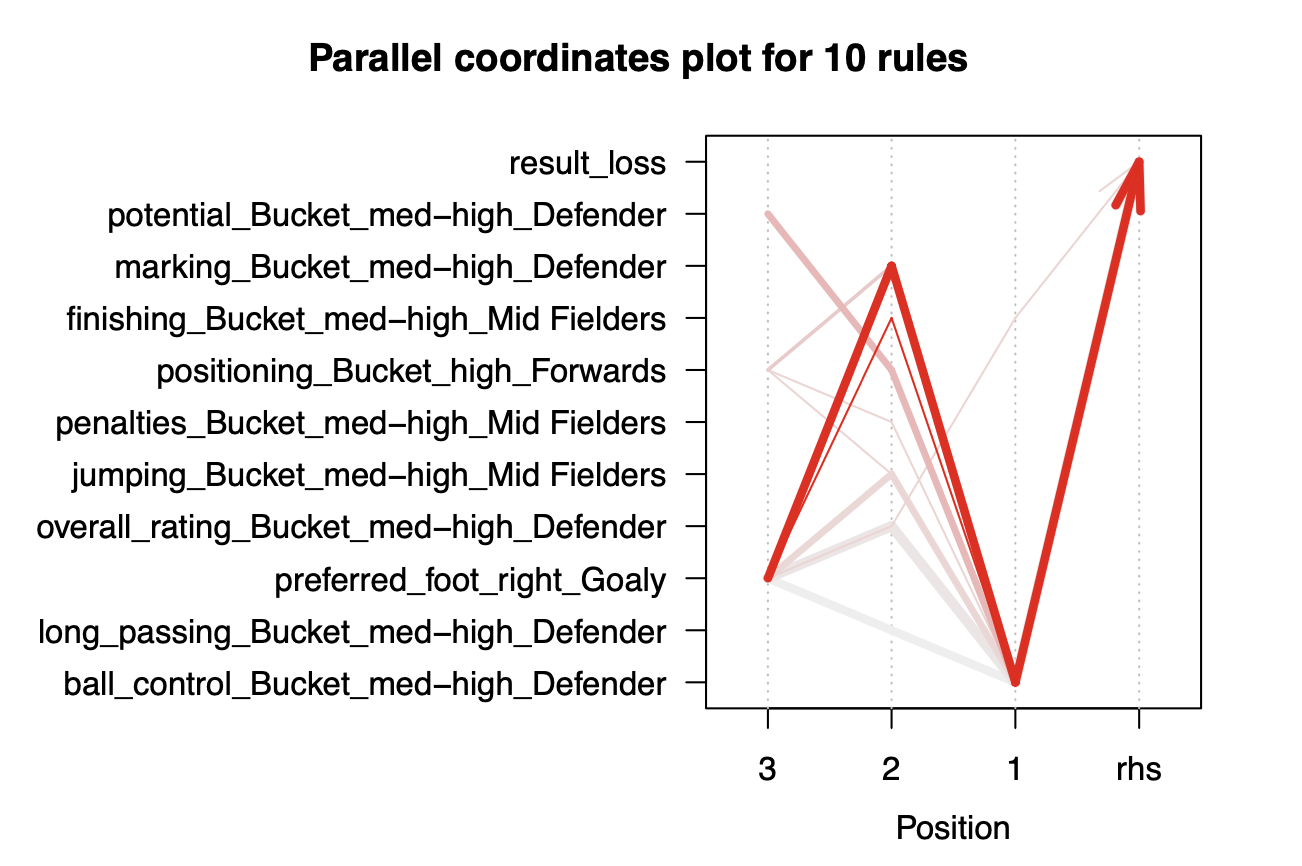 Parallel coordinates plot for 10 rules
result_loss
potential_Bucket_med−high_Defender
marking_Bucket_med−high_Defender
finishing_Bucket_med−high_Mid Fielders
positioning_Bucket_high_Forwards
penalties_Bucket_med−high_Mid Fielders
jumping_Bucket_med−high_Mid Fielders
overall_rating_Bucket_med−high_Defender
preferred_foot_right_Goaly
long_passing_Bucket_med−high_Defender
ball_control_Bucket_med−high_Defender
3 2 1 rhs
Position